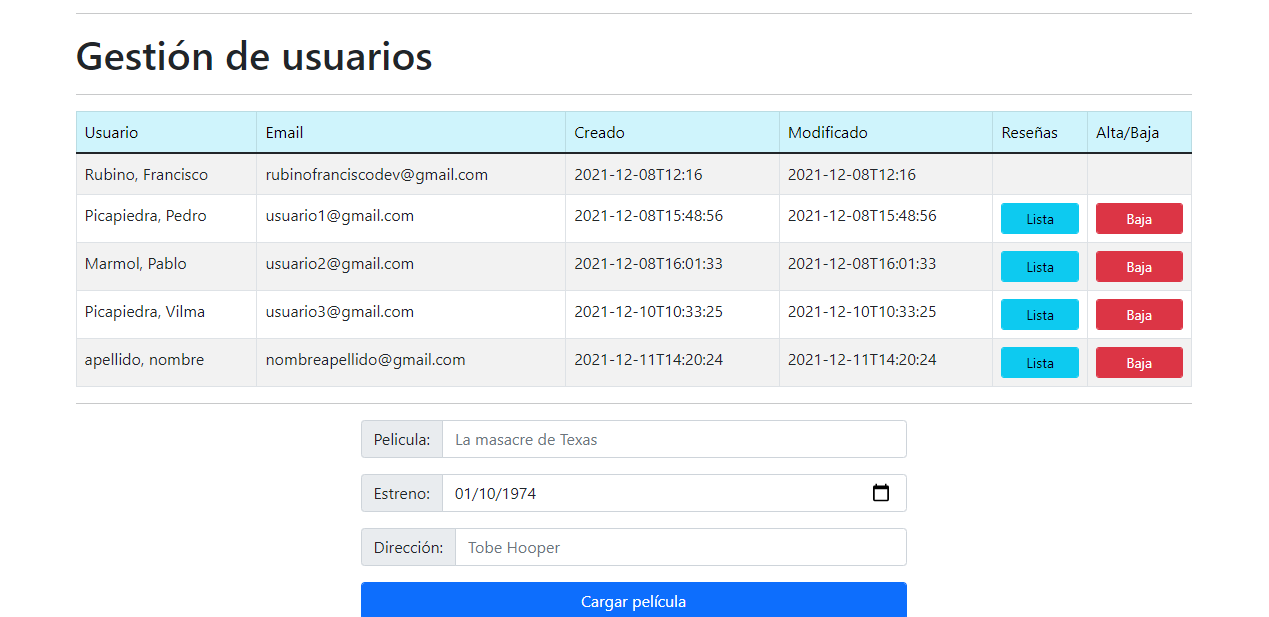 Gestión de usuarios
Usuario Email Creado Modificado Reseñas Alta/Baja
Rubino, Francisco rubinofranciscodev@gmail.com 2021-12-08T12:16 2021-12-08T12:16
Picapiedra, Pedro usuario1@gmail.com 2021-12-08T15:48:56 2021-12-08T15:48:56 Lista Baja
Marmol, Pablo usuario2@gmail.com 2021-12-08T16:01:33 2021-12-08T16:01:33 Lista Baja
Picapiedra, Vilma usuario3@gmail.com 2021-12-10T10:33:25 2021-12-10T10:33:25 Lista Baja
apellido, nombre nombreapellido@gmail.com 2021-12-11T14:20:24 2021-12-11T14:20:24 Lista Baja
Pelicula: La masacre de Texas
Estreno: 01/10/1974
Dirección: Tobe Hooper
Cargar película